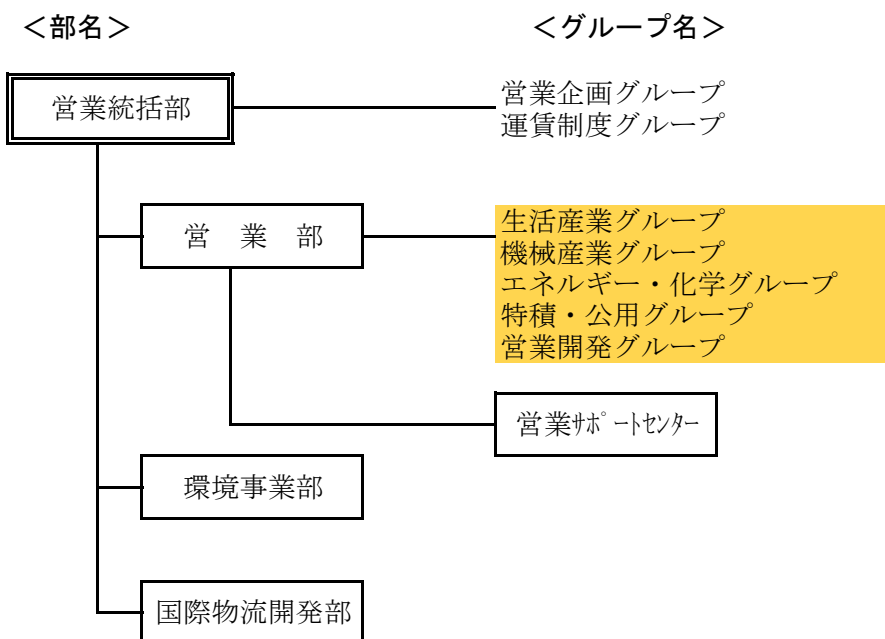 <部名>
<グループ名>
営業統括部
営業企画グループ
運賃制度グループ
営　業　部
生活産業グループ
機械産業グループ
エネルギー・化学グループ
特積・公用グループ
営業開発グループ
営業ｻﾎﾟｰﾄｾﾝﾀｰ
環境事業部
国際物流開発部